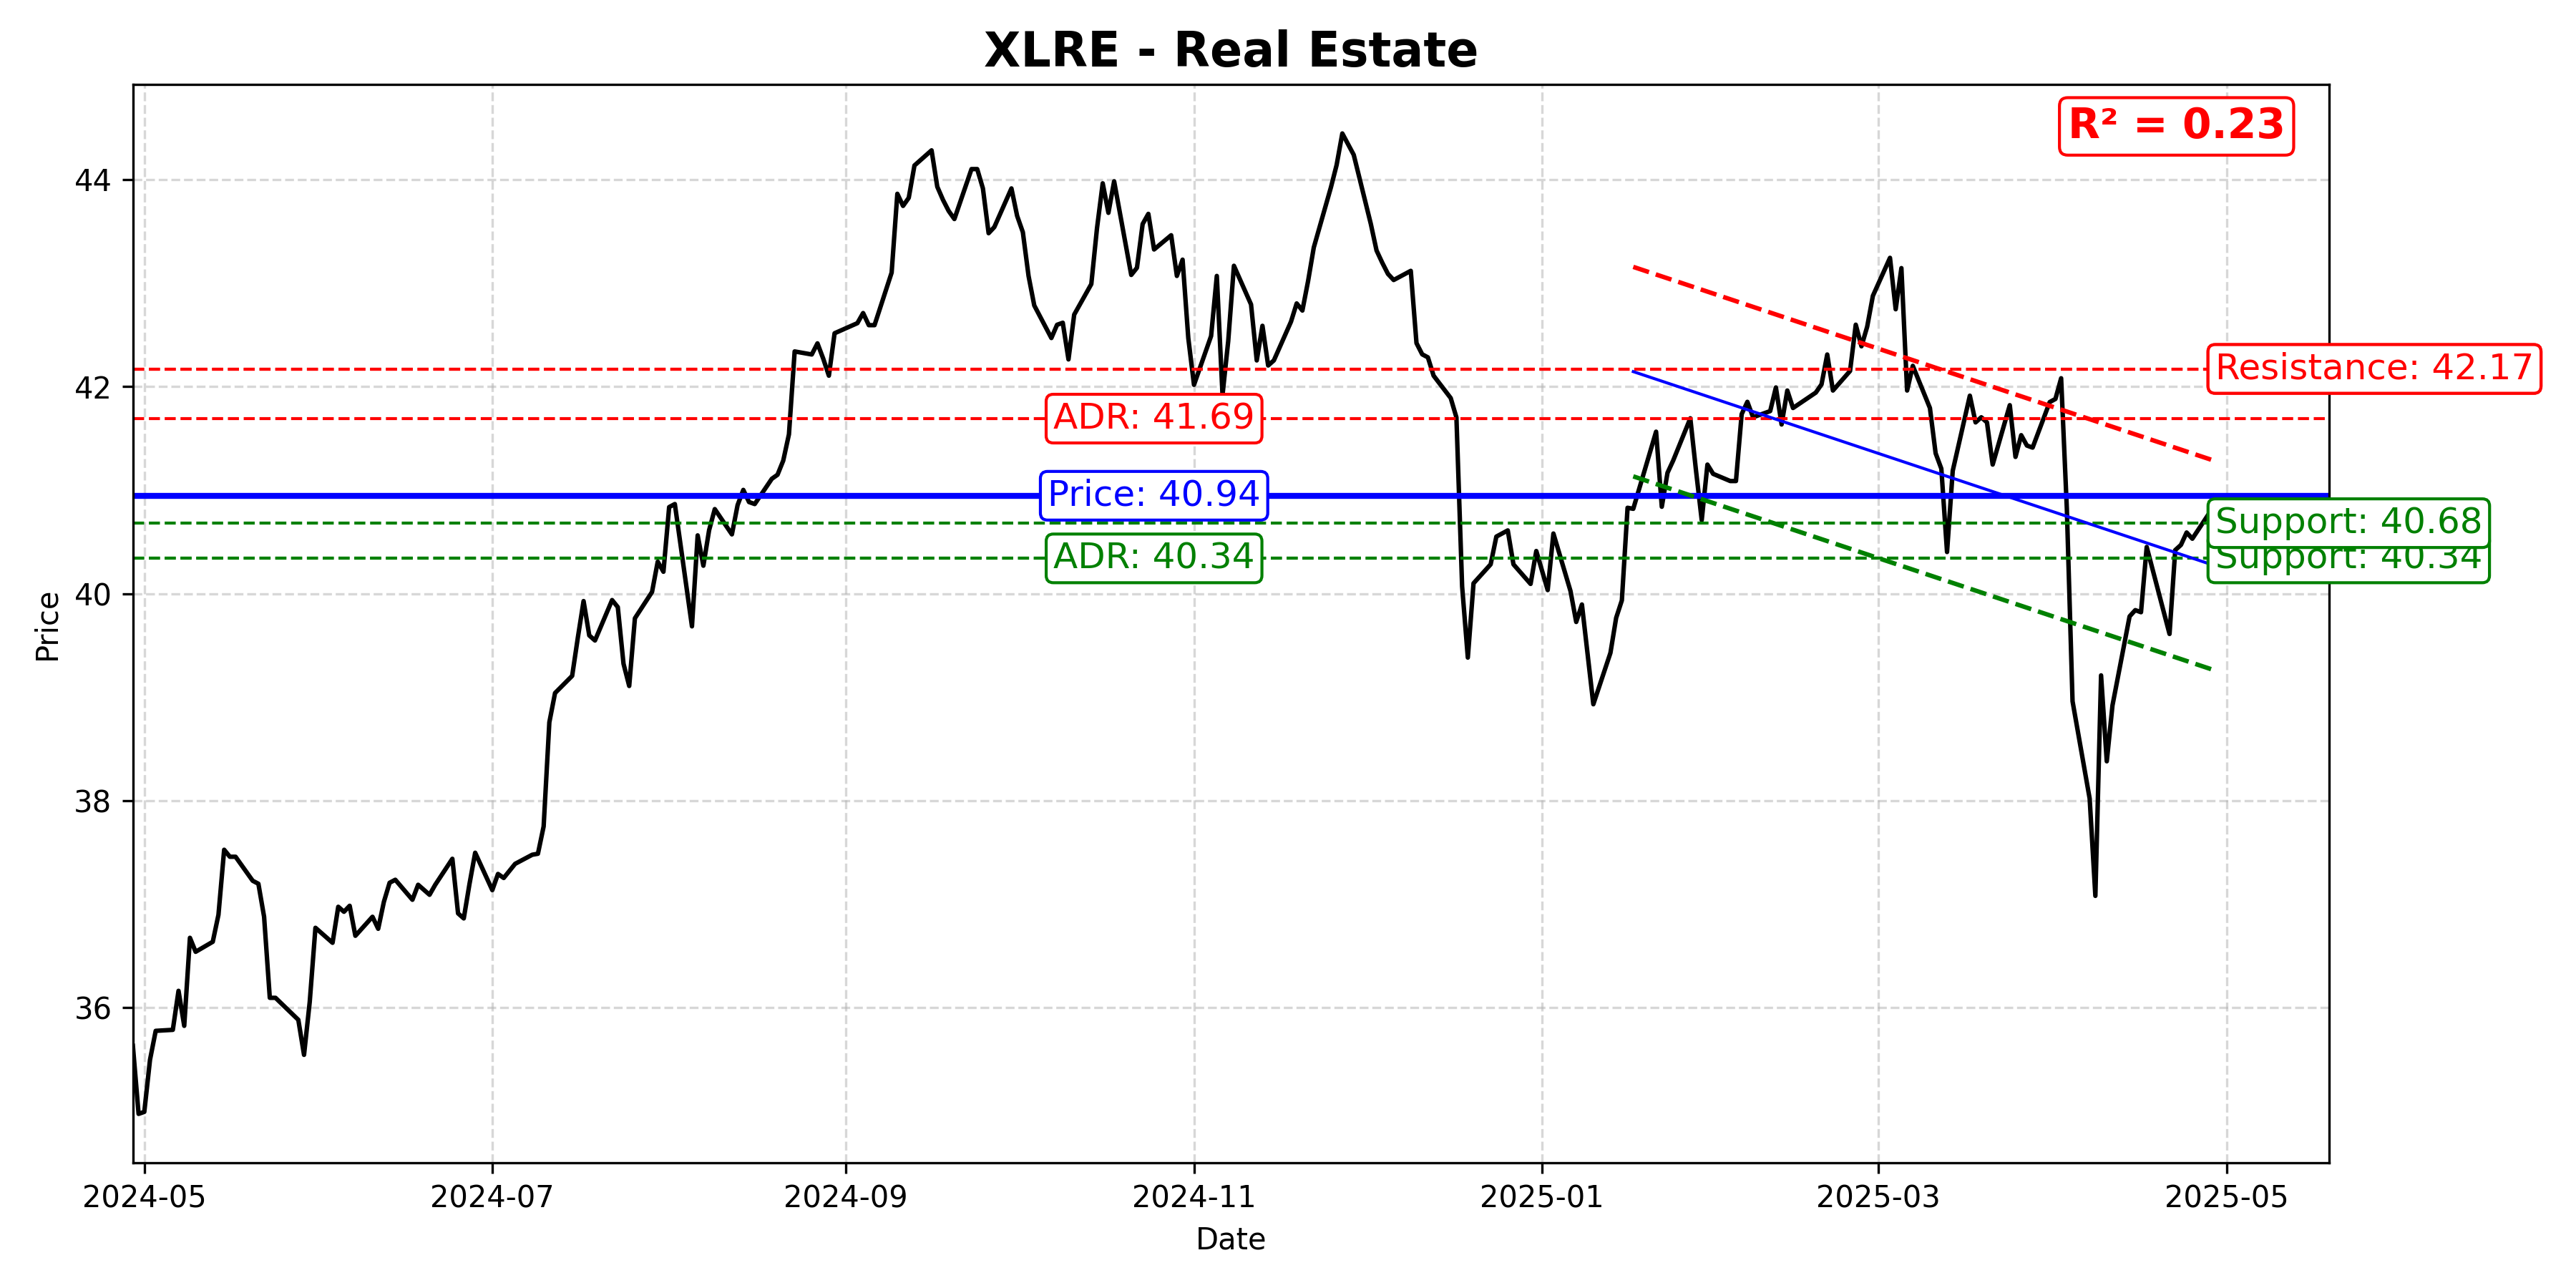 XLRE - Real Estate
R² = 0.23
44
42
40
38
36
Price
Resistance: 42.17
ADR: 41.69
Price: 40.94
Support: 40.68
ADR: 40.34
Support: 40.34
2024-05
2024-07
2024-09
2024-11
2025-01
2025-03
2025-05
Date